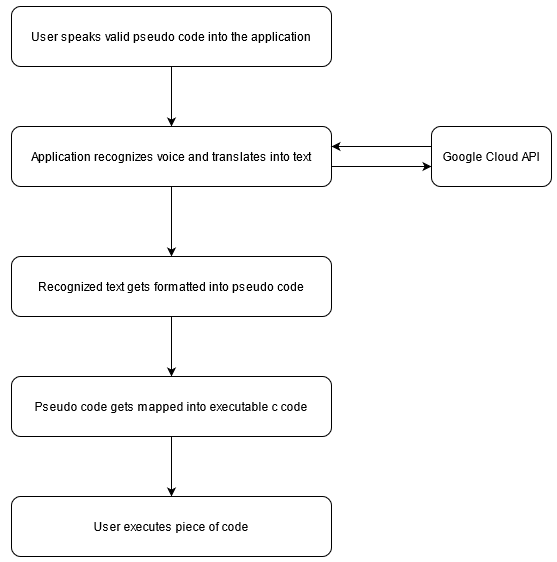 User speaks valid pseudo code into the application
Application recognizes voice and translates into text
Google Cloud API
Recognized text gets formatted into pseudo code
Pseudo code gets mapped into executable c code
User executes piece of code